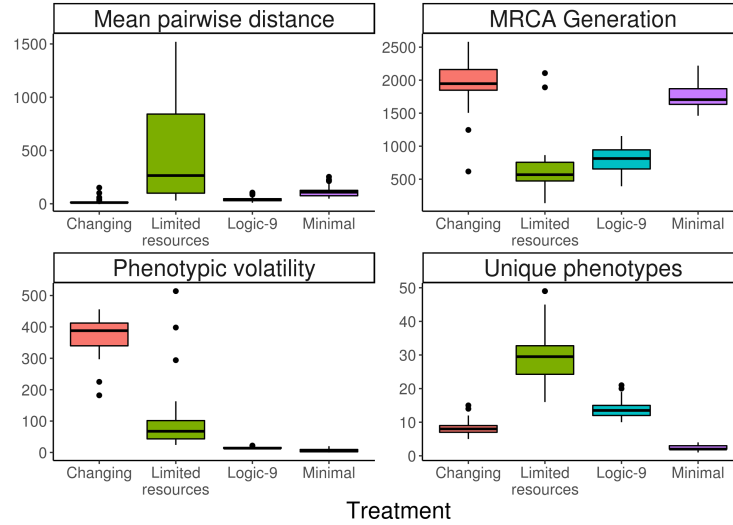 Mean pairwise distance
MRCA Generation
1500
1000
500
0
2500
2000
1500
1000
500
Changing
Limited
resources
Logic-9
Minimal
Changing
Limited
resources
Logic-9
Minimal
Phenotypic volatility
Unique phenotypes
500
400
300
200
100
0
50
40
30
20
10
0
Changing
Limited
resources
Logic-9
Minimal
Changing
Limited
resources
Logic-9
Minimal
Treatment